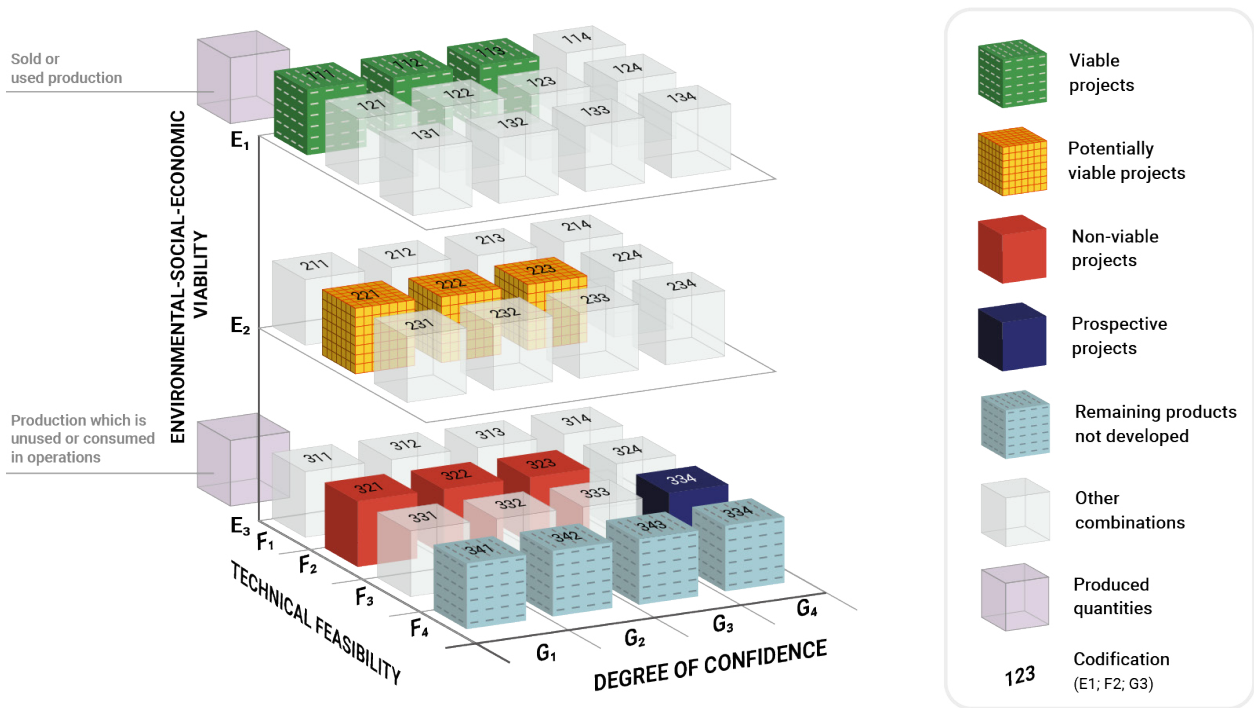 Sold or
used production
ENVIRONMENTAL-SOCIAL-ECONOMIC
VIABILITY
E1
111
112
113
114
121
122
123
124
131
132
133
134
E2
211
212
213
214
221
222
223
224
231
232
233
234
Production which is
unused or consumed
in operations
E3
311
312
313
314
321
322
323
324
331
332
333
334
341
342
343
334
F1
F2
F3
F4
TECHNICAL FEASIBILITY
G1
G2
G3
G4
DEGREE OF CONFIDENCE
Viable
projects
Potentially
viable projects
Non-viable
projects
Prospective
projects
Remaining products
not developed
Other
combinations
Produced
quantities
123
Codification
(E1; F2; G3)